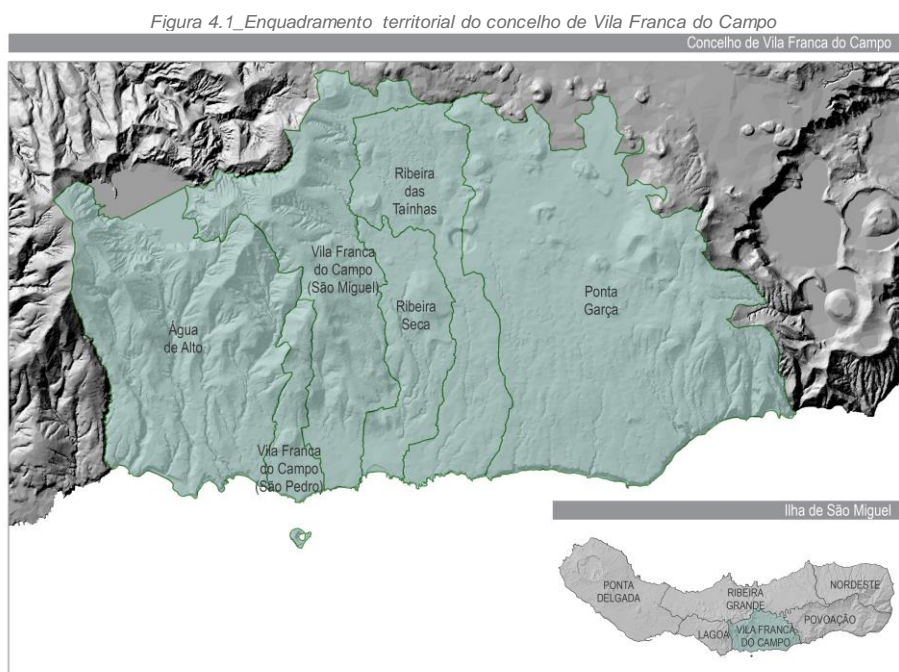 Figura 4.1_Enquadramento territorial do concelho de Vila Franca do Campo
Concelho de Vila Franca do Campo
Ribeira
das
Taínhas
Vila Franca
do Campo
(São Miguel)
Ribeira
Seca
Ponta
Garça
Água
de Alto
Vila Franca
do Campo
(São Pedro)
Ilha de São Miguel
PONTA
DELGADA
RIBEIRA
GRANDE
NORDESTE
LAGOA
VILA FRANCA
DO CAMPO
POVOAÇÃO